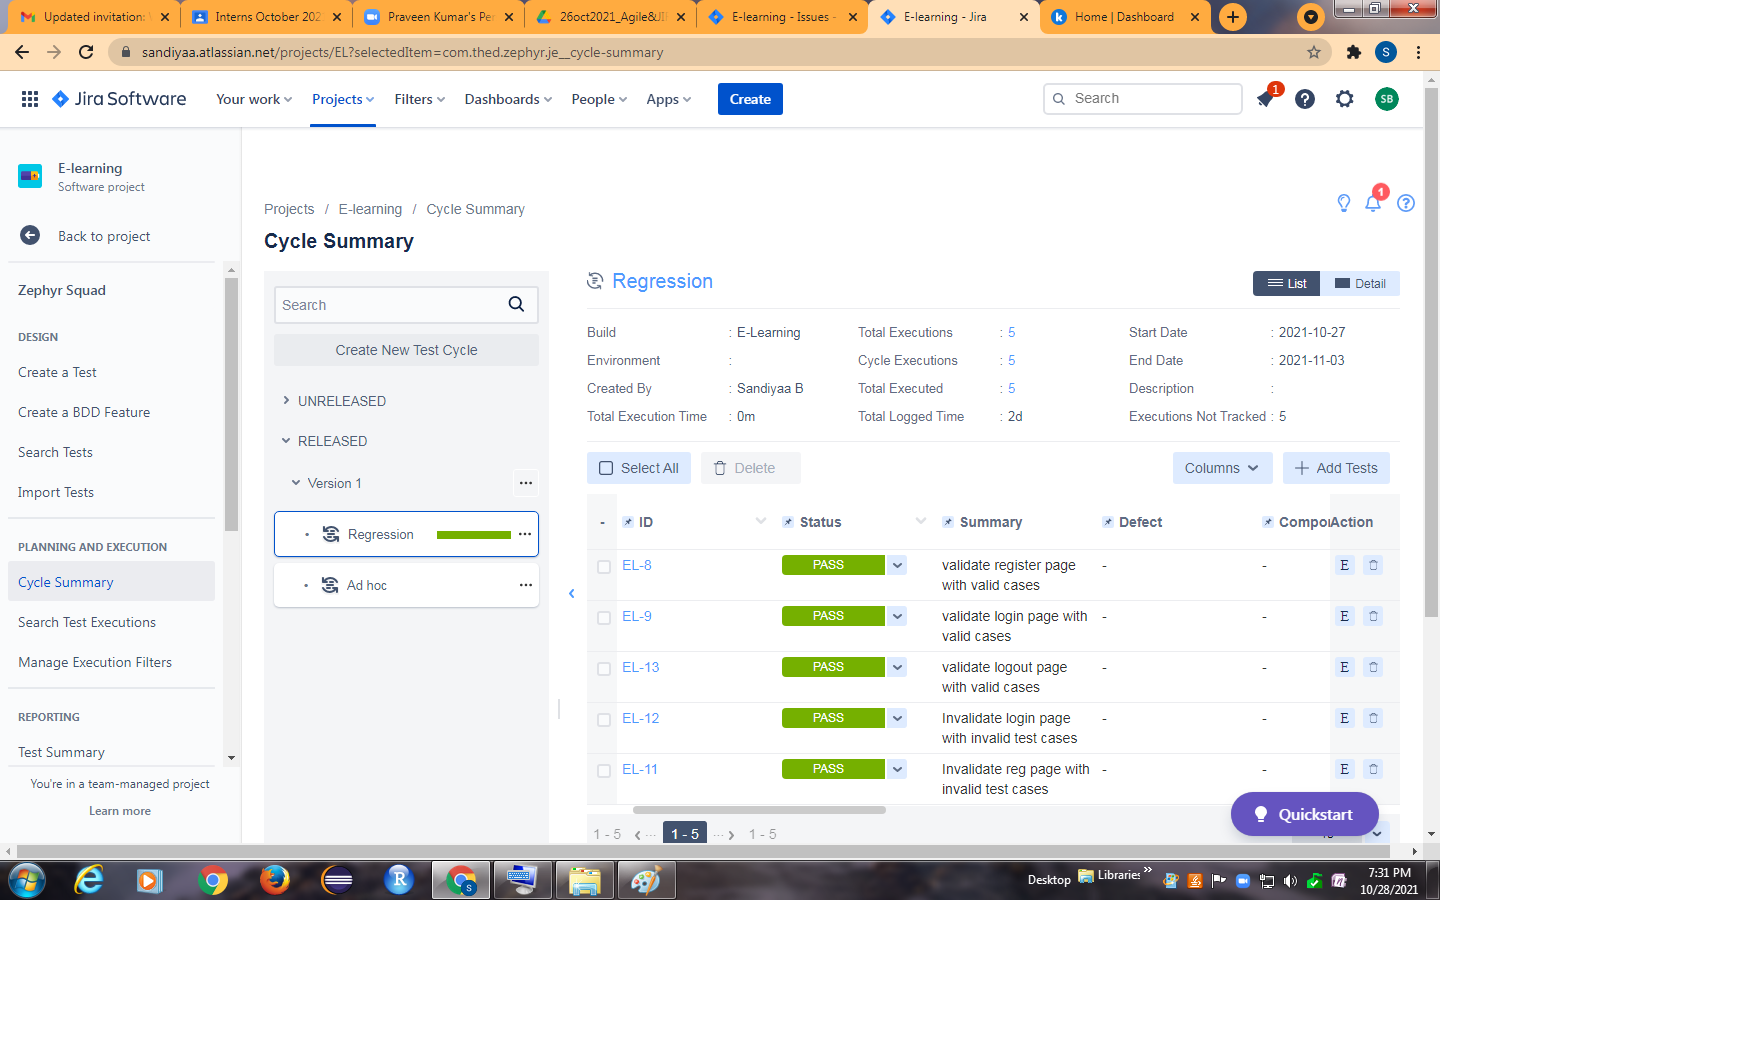 Updated invitation:
Interns October 202
Praveen Kumar's Per
26oct2021_Agile&UI
E-learning - Issues -
E-learning - Jira
Home | Dashboard
sandiyaa.atlassian.net/projects/EL?selectedItem=com.thed.zephyr.je__cycle-summary
S
Jira Software
Your work
Projects
Filters
Dashboards
People
Apps
Create
Search
1
SB
E-learning
Software project
Back to project
Zephyr Squad
DESIGN
Create a Test
Create a BDD Feature
Search Tests
Import Tests
PLANNING AND EXECUTION
Cycle Summary
Search Test Executions
Manage Execution Filters
REPORTING
Test Summary
You're in a team-managed project
Learn more
Projects / E-learning / Cycle Summary
1
Cycle Summary
Search
Create New Test Cycle
UNRELEASED
RELEASED
Version 1
Regression
Ad hoc
Regression
List
Detail
Build : E-Learning Total Executions : 5 Start Date : 2021-10-27
Environment : Cycle Executions : 5 End Date : 2021-11-03
Created By : Sandiyaa B Total Executed : 5 Description :
Total Execution Time : 0m Total Logged Time : 2d Executions Not Tracked : 5
Select All
Delete
Columns
+ Add Tests
- ID Status Summary Defect Compo Action
EL-8 PASS validate register page - - E
with valid cases
EL-9 PASS validate login page with - - E
valid cases
EL-13 PASS validate logout page - - E
with valid cases
EL-12 PASS Invalidate login page - - E
with invalid test cases
EL-11 PASS Invalidate reg page with - - E
invalid test cases
Quickstart
1 - 5 ··· 1 - 5 ··· 1 - 5
Desktop
Libraries
7:31 PM
10/28/2021